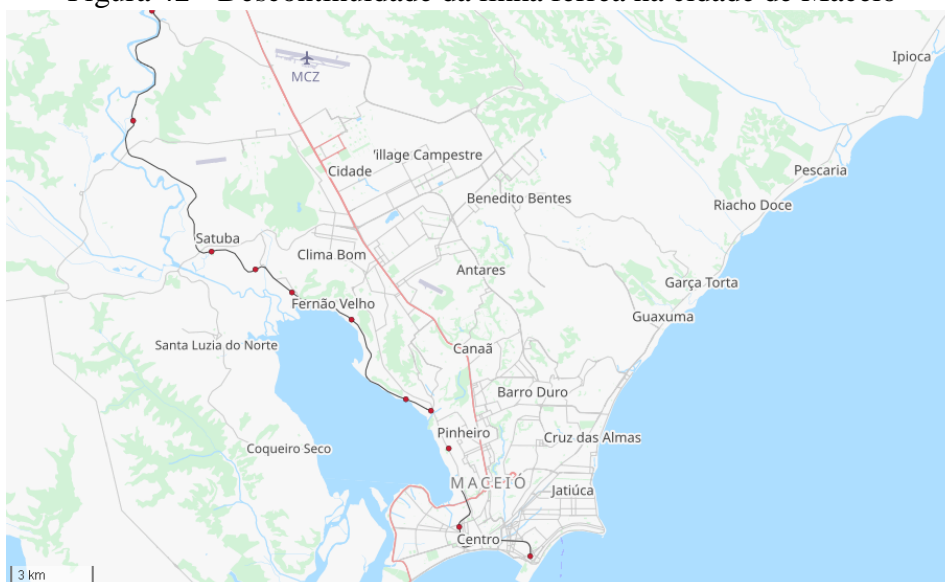 Ipioca
MCZ
Village Campestre
Cidade
Pescaria
Benedito Bentes
Riacho Doce
Satuba
Clima Bom
Antares
Garça Torta
Fernão Velho
Guaxuma
Santa Luzia do Norte
Canaã
Barro Duro
Pinheiro
Cruz das Almas
Coqueiro Seco
MACEIÓ
Jatiúca
Centro
3 km